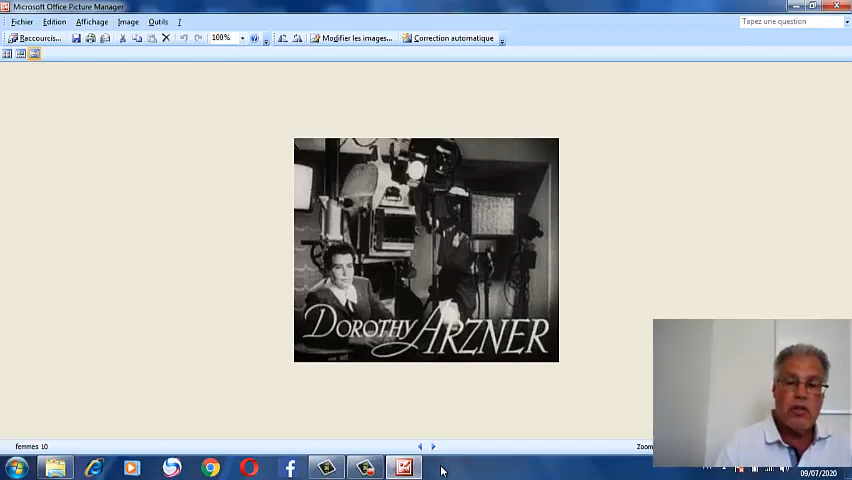 Microsoft Office Picture Manager
Fichier Edition Affichage Image Outils ?
Tapez une question
Raccourcis...
100%
Modifier les images...
Correction automatique
DOROTHY ARZNER
femmes 10
Zoom
FR
09/07/2020